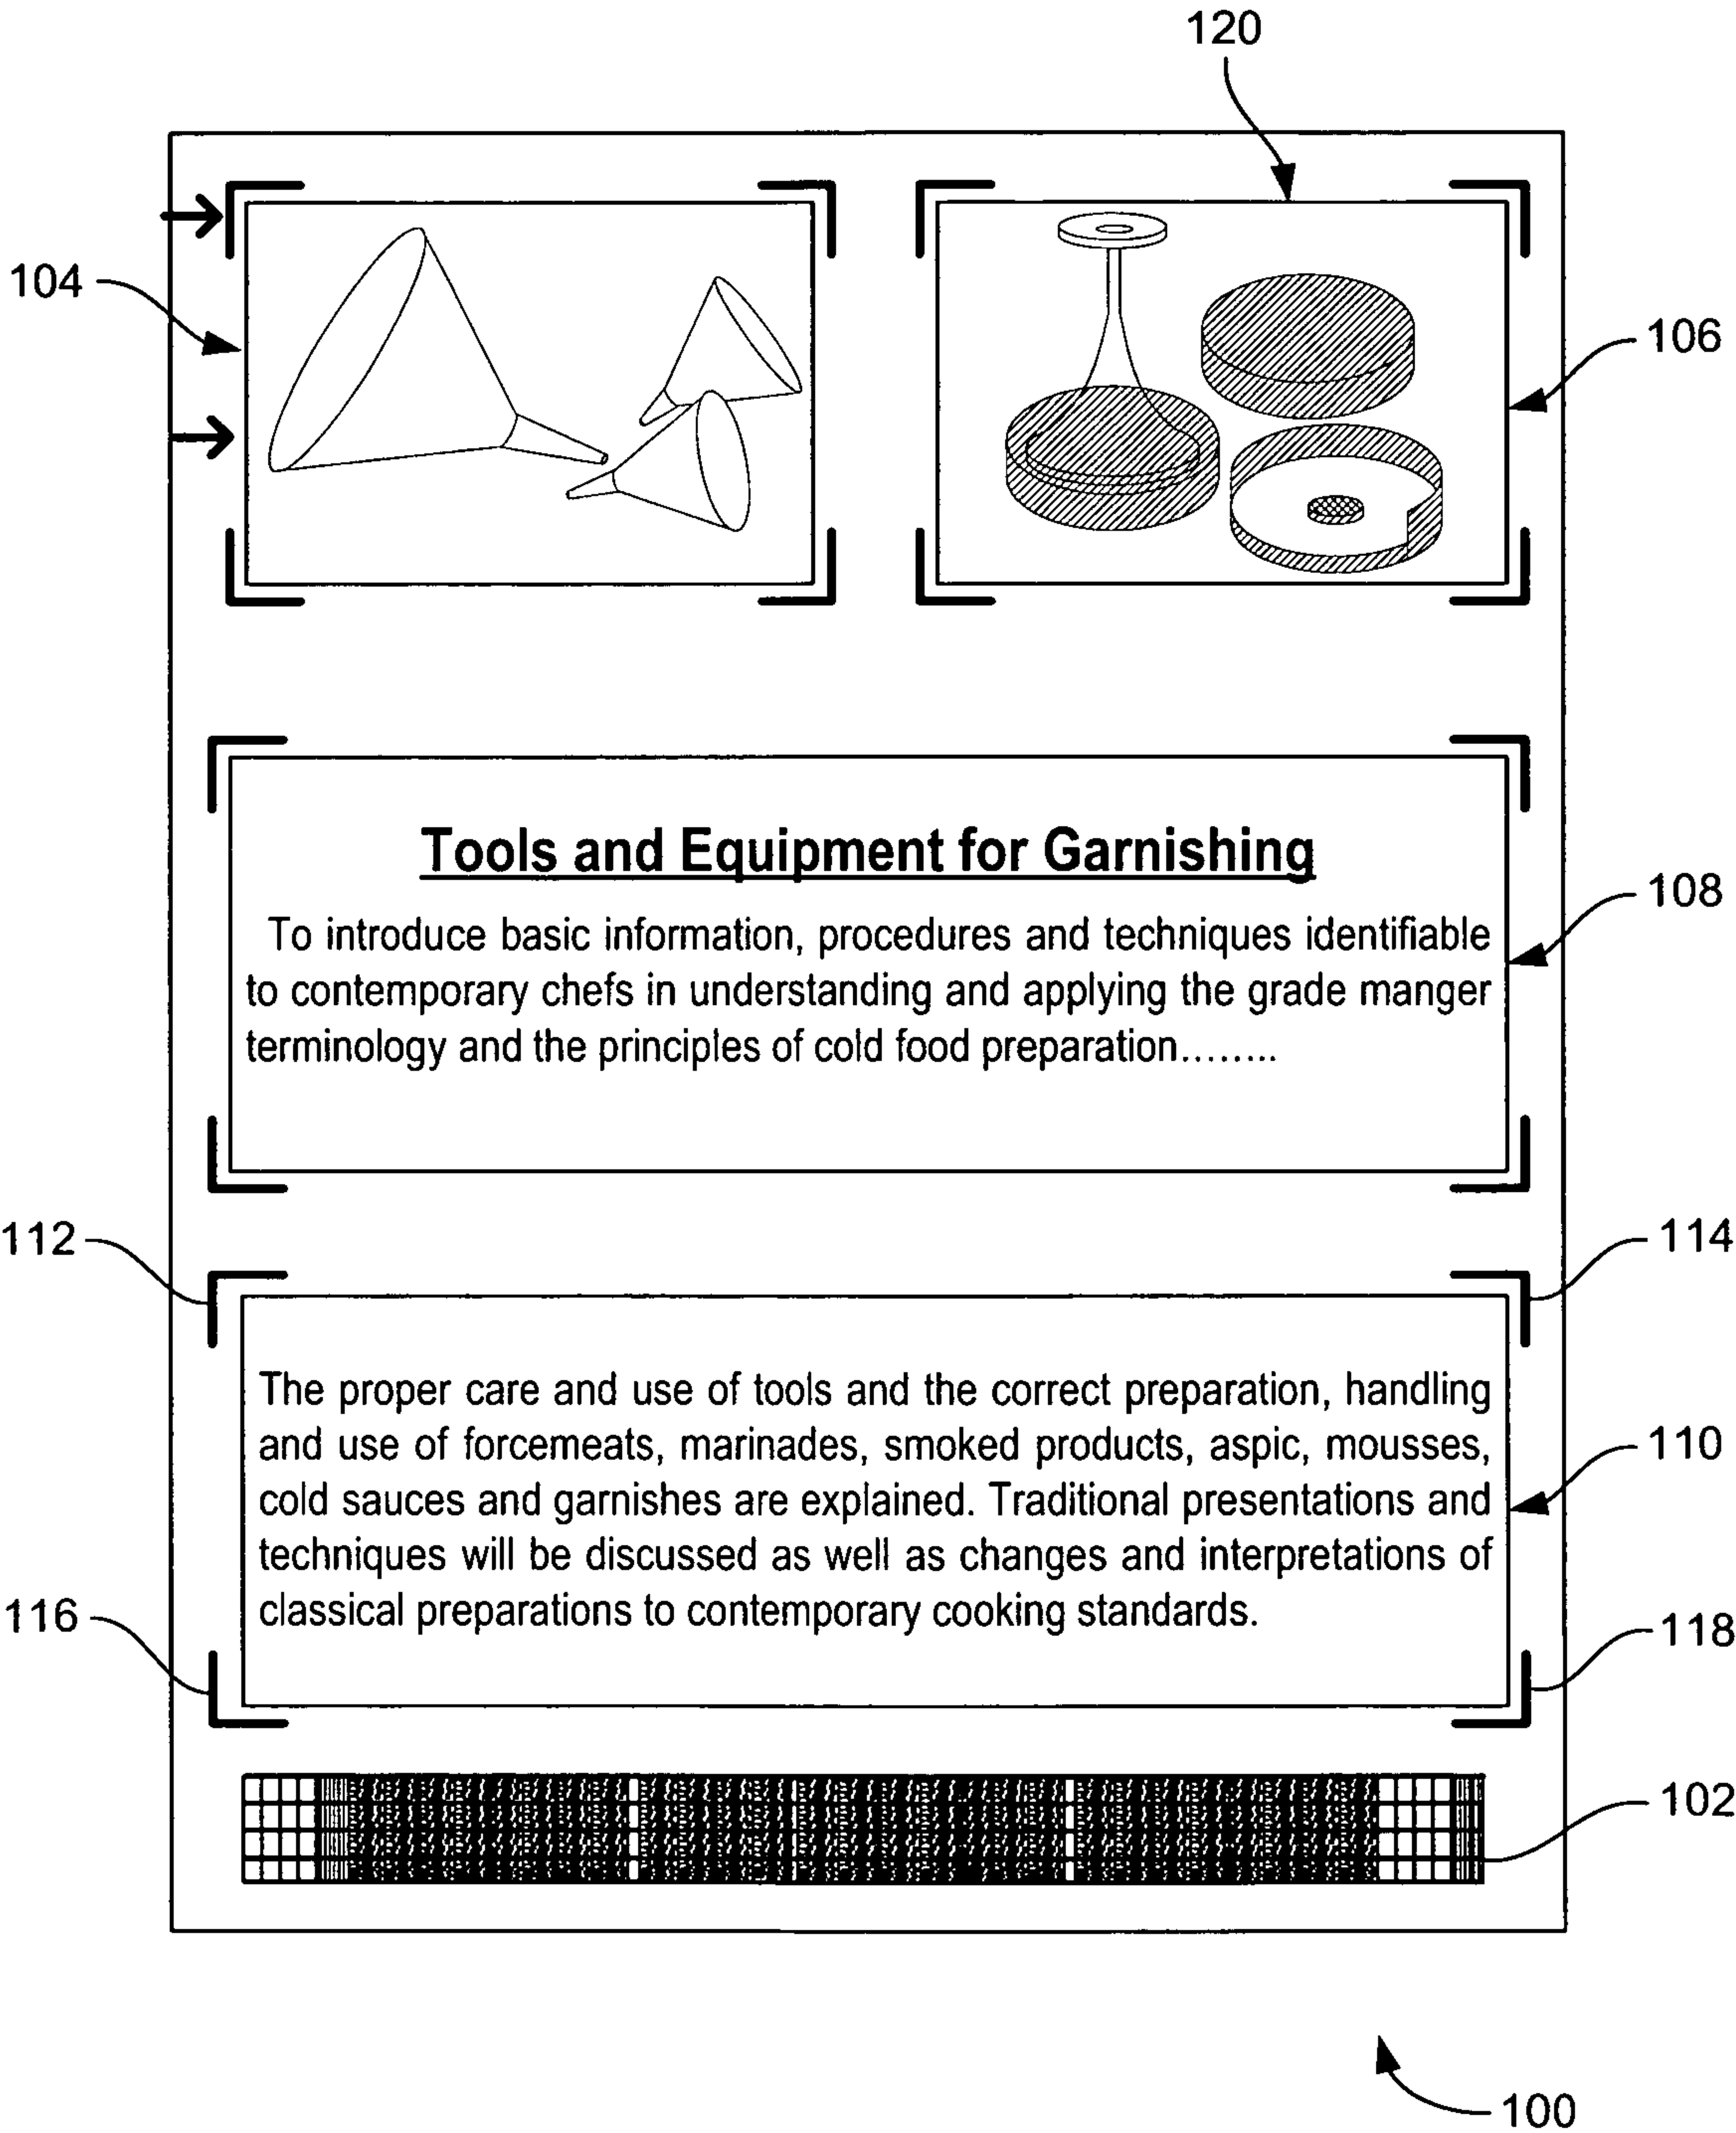 120
104
106
Tools and Equipment for Garnishing
108
To introduce basic information, procedures and techniques identifiable
to contemporary chefs in understanding and applying the grade manger
terminology and the principles of cold food preparation........
112
114
The proper care and use of tools and the correct preparation, handling
and use of forcemeats, marinades, smoked products, aspic, mousses,
110
cold sauces and garnishes are explained. Traditional presentations and
techniques will be discussed as well as changes and interpretations of
classical preparations to contemporary cooking standards.
116
118
102
100